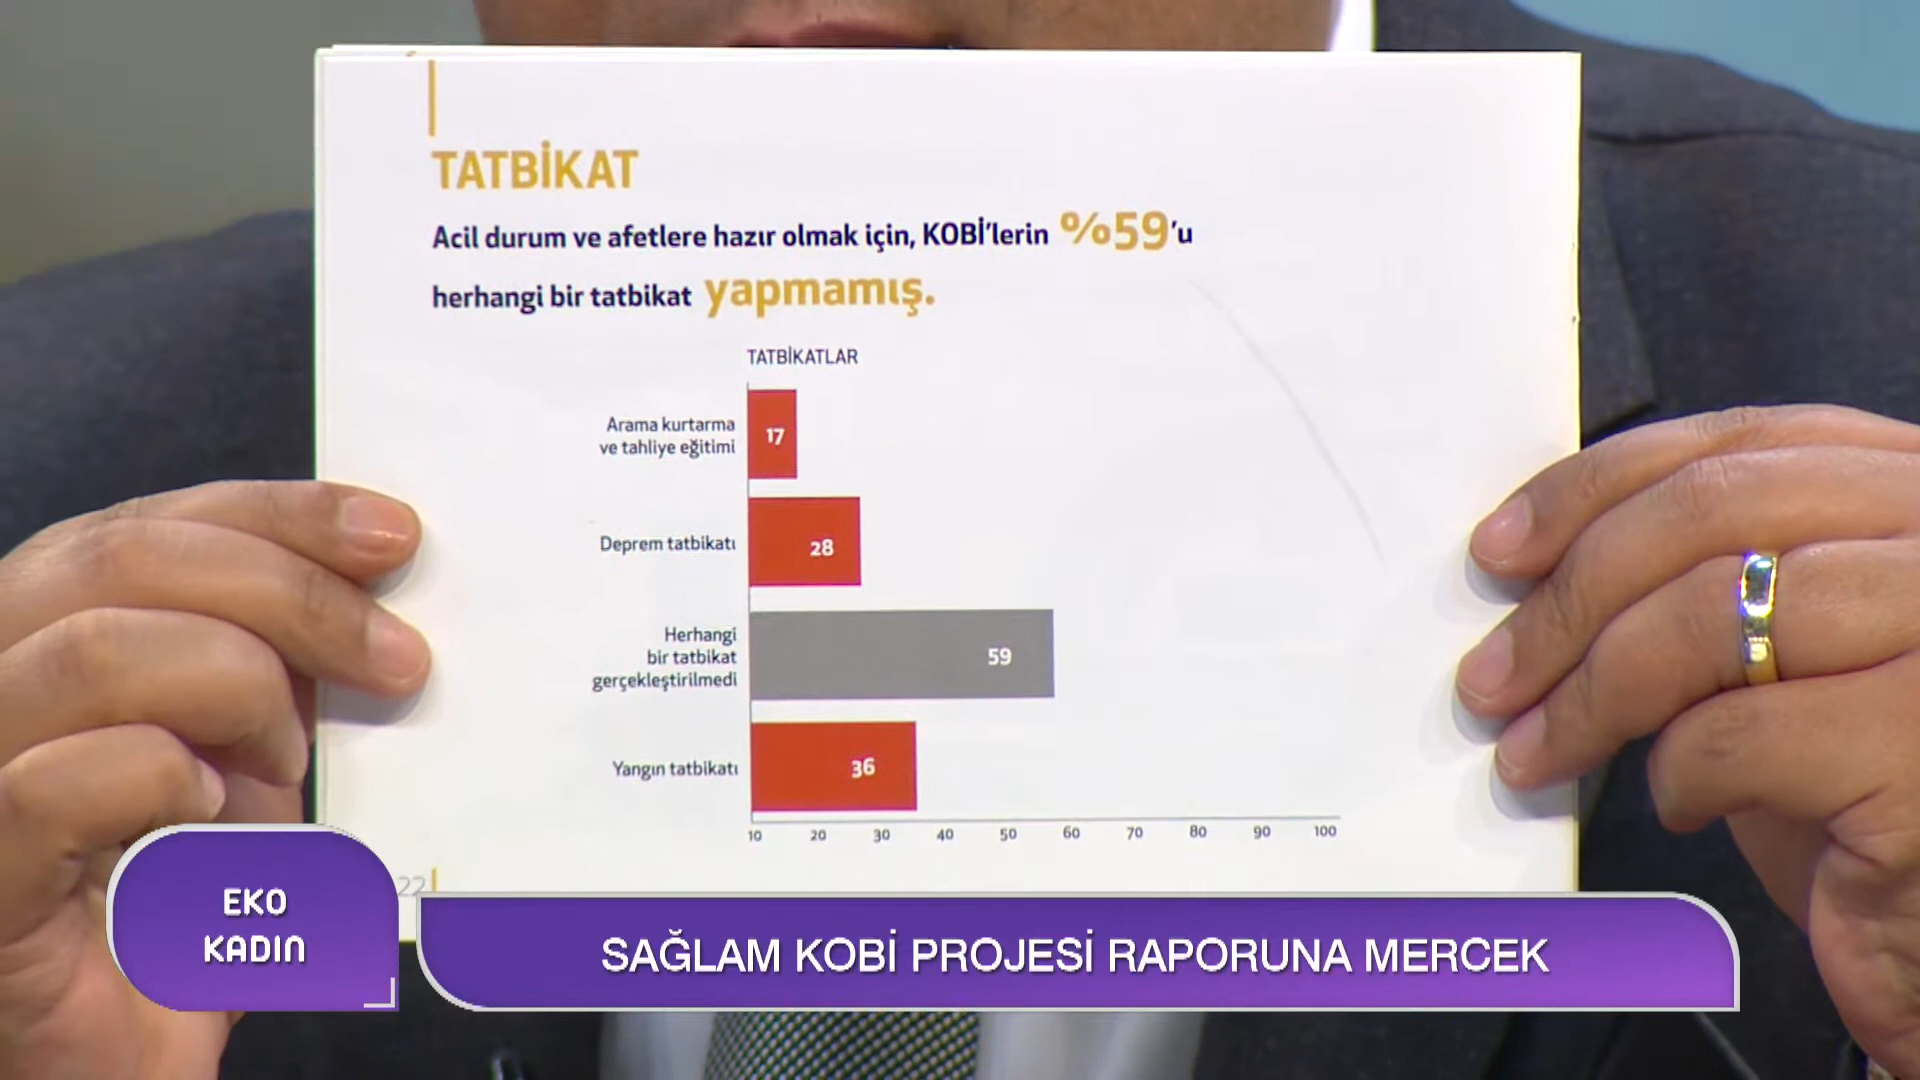 TATBİKAT
Acil durum ve afetlere hazır olmak için, KOBİ'lerin %59'u
herhangi bir tatbikat yapmamış.
TATBİKATLAR
Arama kurtarma
ve tahliye eğitimi
17
Deprem tatbikatı
28
Herhangi
bir tatbikat
gerçekleştirilmedi
59
Yangın tatbikatı
36
10 20 30 40 50 60 70 80 90 100
22
EKO
KADIN
SAĞLAM KOBİ PROJESİ RAPORUNA MERCEK